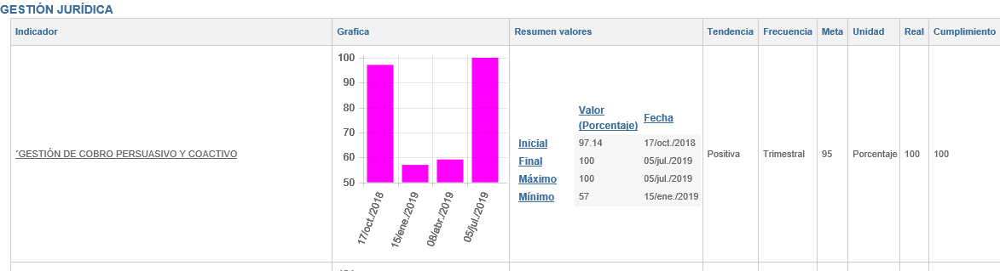 GESTIÓN JURÍDICA
Indicador Grafica Resumen valores Tendencia Frecuencia Meta Unidad Real Cumplimiento
100
90
80
70
60
50
17/oct./2018
15/ene./2019
08/abr./2019
05/jul./2019
´GESTIÓN DE COBRO PERSUASIVO Y COACTIVO
Valor
(Porcentaje) Fecha
Inicial 97.14 17/oct./2018
Final 100 05/jul./2019
Máximo 100 05/jul./2019
Mínimo 57 15/ene./2019
Positiva Trimestral 95 Porcentaje 100 100